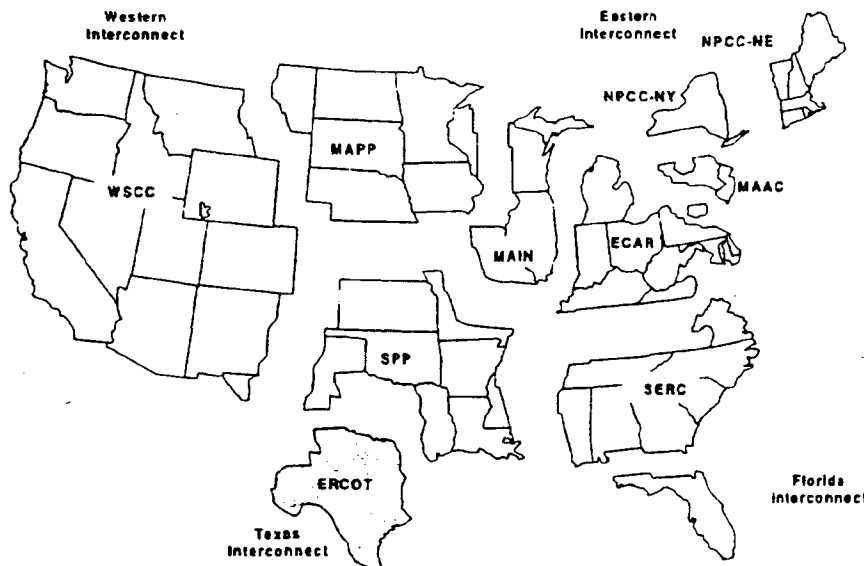 Western
Interconnect
Eastern
Interconnect
NPCC-NE
NPCC-NY
MAPP
WSCC
MAAC
MAIN
ECAR
SPP
SERC
ERCOT
Texas
Interconnect
Florida
Interconnect